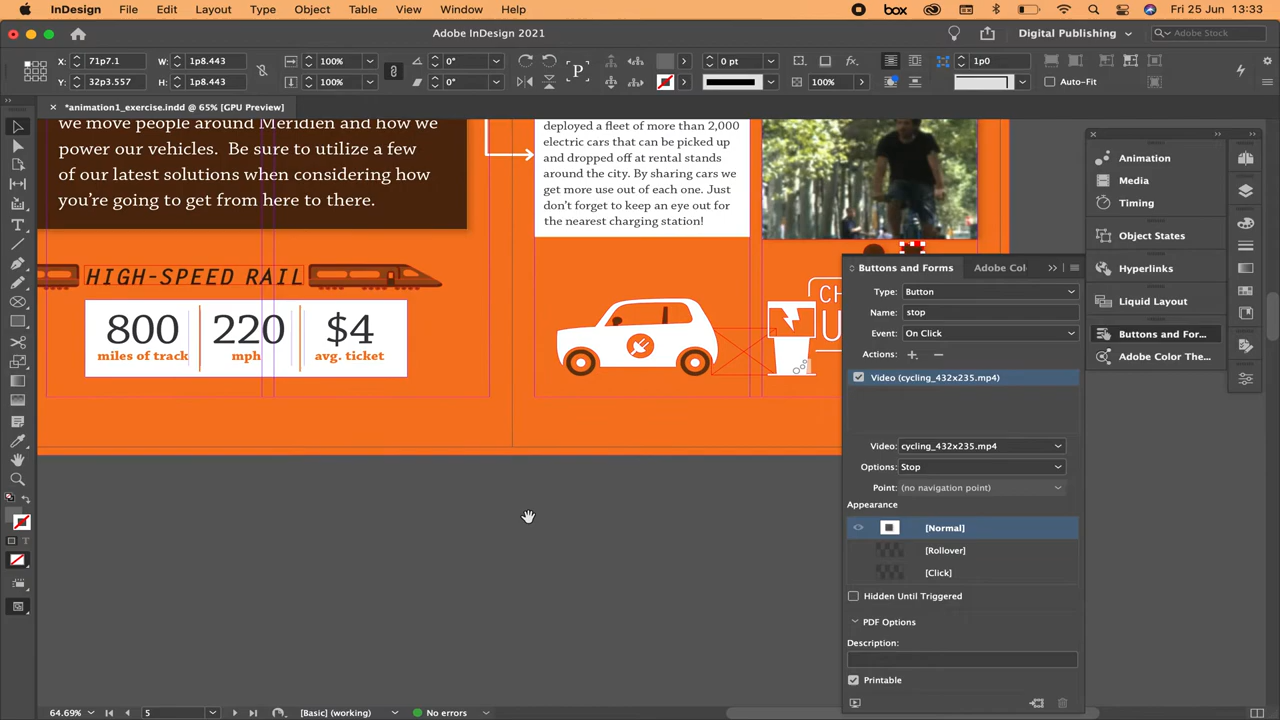 InDesign File Edit Layout Type Object Table View Window Help
box
Fri 25 Jun 13:33
Adobe InDesign 2021
Digital Publishing
Adobe Stock
X: 71p7.1
W: 1p8.443
100%
0°
0 pt
1p0
Y: 32p3.557
H: 1p8.443
100%
0°
P
fx.
100%
Auto-Fit
*animation1_exercise.indd @ 65% [GPU Preview]
we move people around Meridien and how we
power our vehicles. Be sure to utilize a few
of our latest solutions when considering how
you're going to get from here to there.
HIGH-SPEED RAIL
800
miles of track
220
mph
$4
avg. ticket
deployed a fleet of more than 2,000
electric cars that can be picked up
and dropped off at rental stands
around the city. By sharing cars we
get more use out of each one. Just
don't forget to keep an eye out for
the nearest charging station!
CH
U
Buttons and Forms
Adobe Col
Type: Button
Name: stop
Event: On Click
Actions:
Video (cycling_432x235.mp4)
Video: cycling_432x235.mp4
Options: Stop
Point: (no navigation point)
Appearance
[Normal]
[Rollover]
[Click]
Hidden Until Triggered
PDF Options
Description:
Printable
Animation
Media
Timing
Object States
Hyperlinks
Liquid Layout
Buttons and For...
Adobe Color The...
64.69%
5
[Basic] (working)
No errors